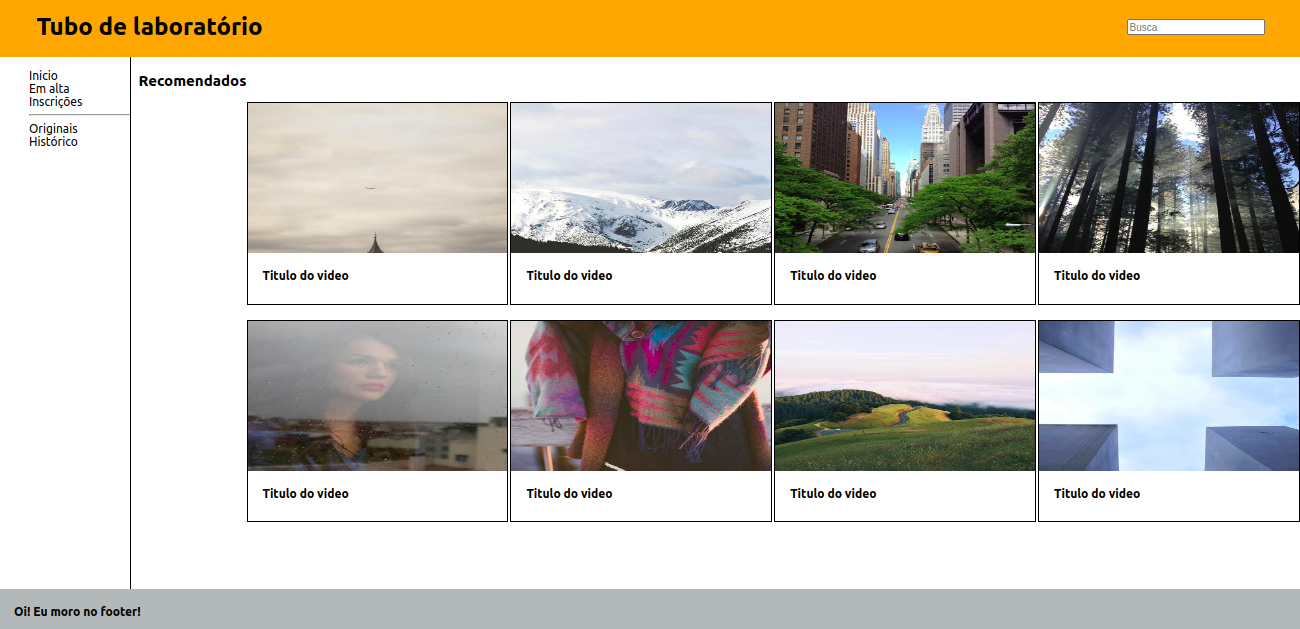 Tubo de laboratório
Busca
Inicio
Em alta
Inscrições
Originais
Histórico
Recomendados
Titulo do video
Titulo do video
Titulo do video
Titulo do video
Titulo do video
Titulo do video
Titulo do video
Titulo do video
Oi! Eu moro no footer!